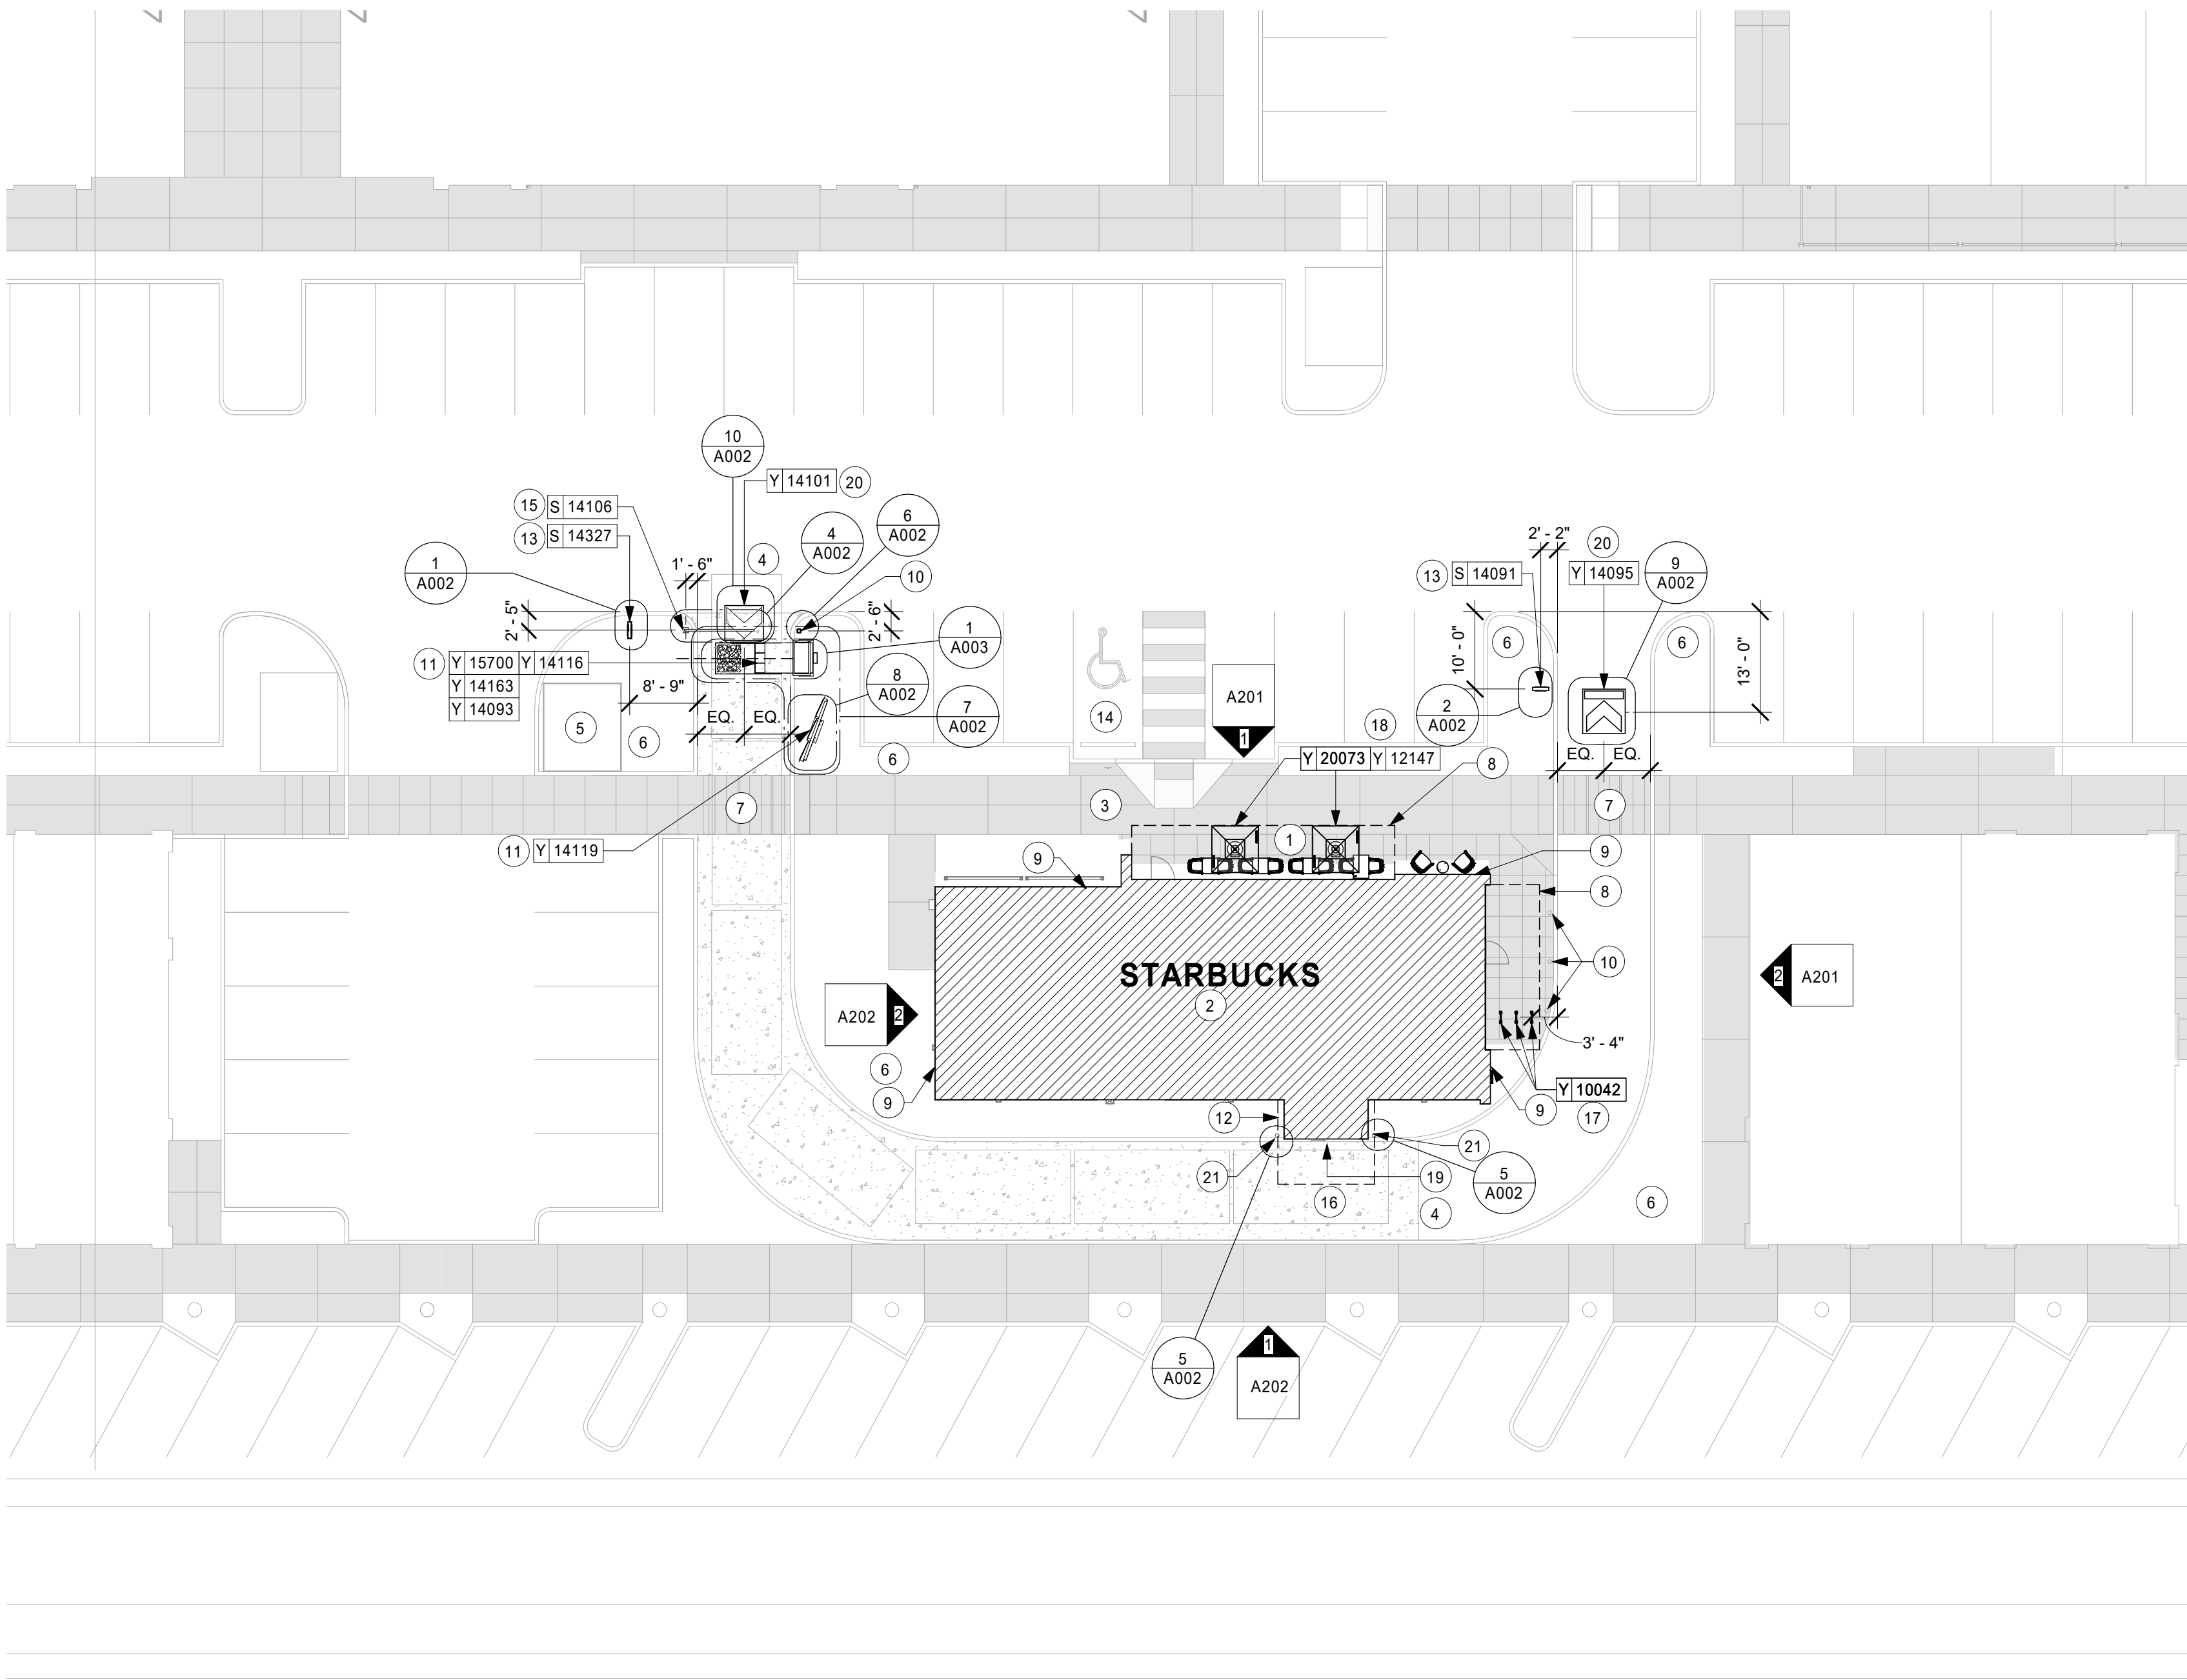 10
A002
Y 14101 20
15 S 14106
13 S 14327
6
A002
4
A002
4
1' - 6"
1
A002
10
2' - 5"
2' - 6"
1
A003
11 Y 15700 Y 14116
Y 14163
Y 14093
8' - 9"
8
A002
EQ. EQ.
7
A002
5
6
6
7
11 Y 14119
2' - 2"
20
13 S 14091
Y 14095
9
A002
6
6
10' - 0"
13' - 0"
2
A002
A201
1
14
18
EQ. EQ.
Y 20073 Y 12147
8
3
7
1
9
9
8
STARBUCKS
2
10
2 A201
A202 2
3' - 4"
6
9
Y 10042
12
9
17
21
21
19
5
A002
16
4
6
5
A002
1
A202